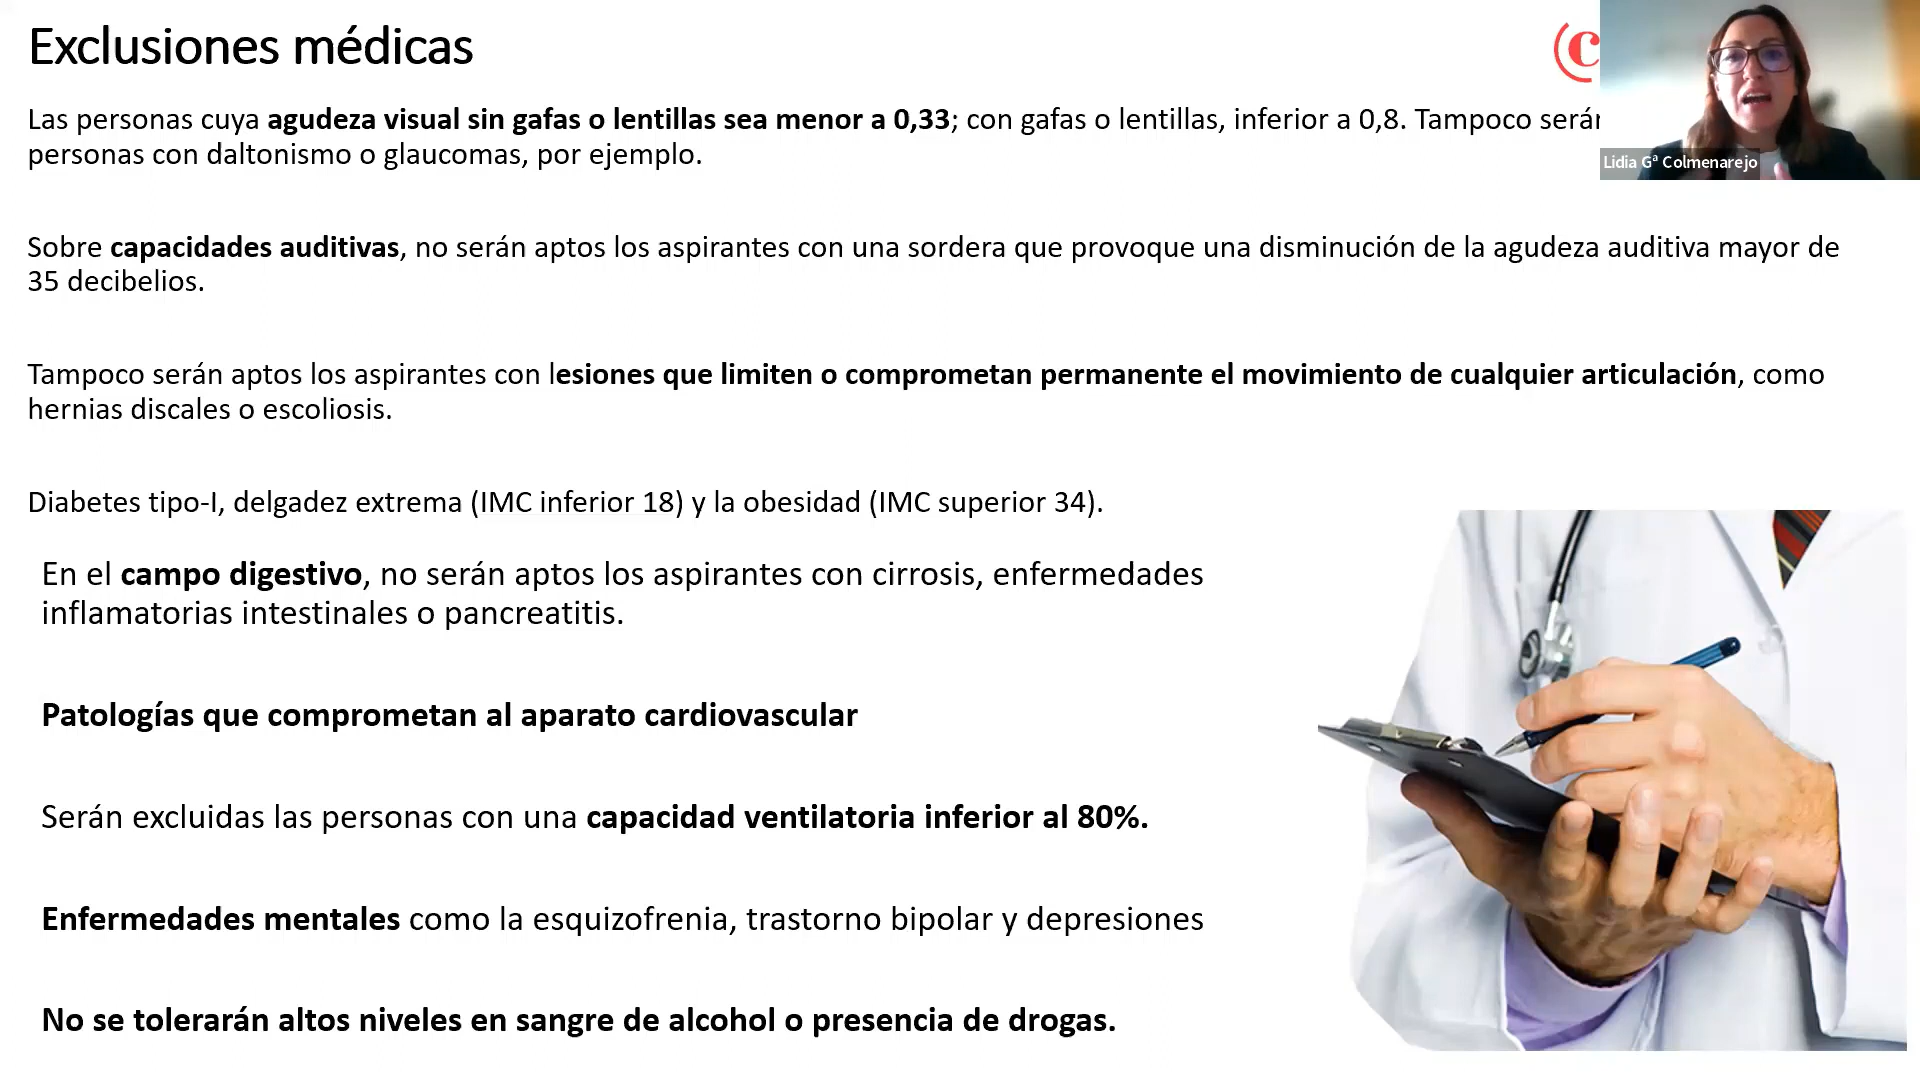 Exclusiones médicas
Las personas cuya agudeza visual sin gafas o lentillas sea menor a 0,33; con gafas o lentillas, inferior a 0,8. Tampoco
personas con daltonismo o glaucomas, por ejemplo.
Lidia Gª Colmenarejo
Sobre capacidades auditivas, no serán aptos los aspirantes con una sordera que provoque una disminución de la agudeza auditiva mayor de
35 decibelios.
Tampoco serán aptos los aspirantes con lesiones que limiten o comprometan permanente el movimiento de cualquier articulación, como
hernias discales o escoliosis.
Diabetes tipo-I, delgadez extrema (IMC inferior 18) y la obesidad (IMC superior 34).
En el campo digestivo, no serán aptos los aspirantes con cirrosis, enfermedades
inflamatorias intestinales o pancreatitis.
Patologías que comprometan al aparato cardiovascular
Serán excluidas las personas con una capacidad ventilatoria inferior al 80%.
Enfermedades mentales como la esquizofrenia, trastorno bipolar y depresiones
No se tolerarán altos niveles en sangre de alcohol o presencia de drogas.